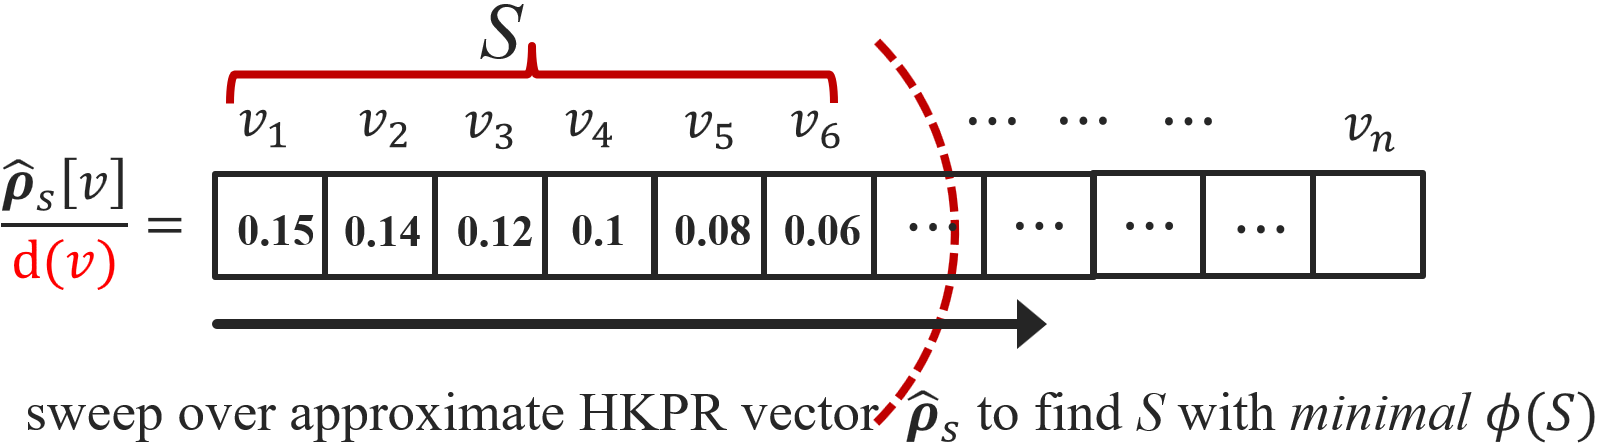 S
v₁ v₂ v₃ v₄ v₅ v₆ ⋯ ⋯ ⋯ vₙ
𝝆̂ₛ[v] / d(v) = 0.15 0.14 0.12 0.1 0.08 0.06 ⋯ ⋯ ⋯ ⋯
sweep over approximate HKPR vector 𝝆̂ₛ to find S with minimal ϕ(S)